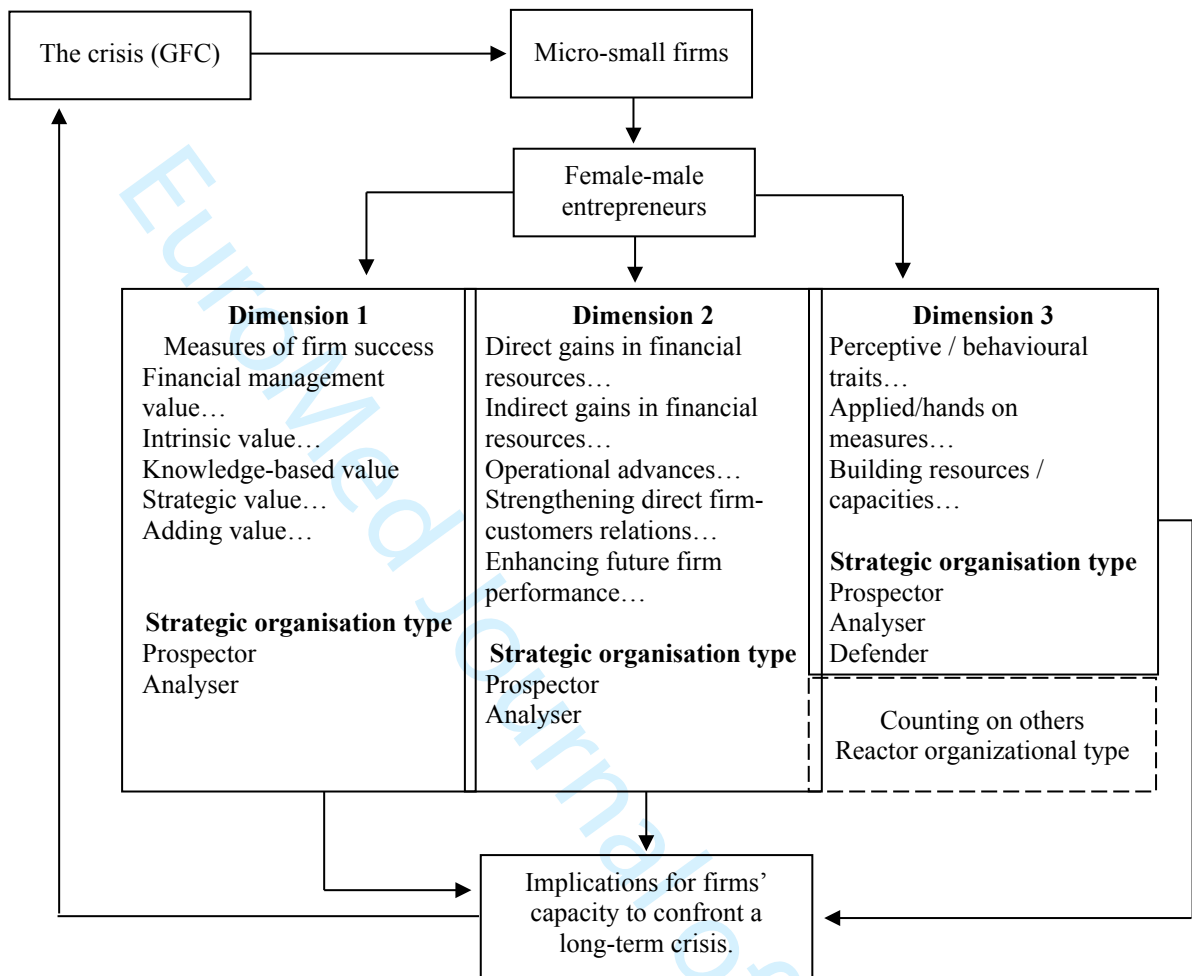 The crisis (GFC)
Micro-small firms
Female-male
entrepreneurs
Dimension 1
Measures of firm success
Financial management
value…
Intrinsic value…
Knowledge-based value
Strategic value…
Adding value…
Strategic organisation type
Prospector
Analyser
Dimension 2
Direct gains in financial
resources…
Indirect gains in financial
resources…
Operational advances…
Strengthening direct firm-
customers relations…
Enhancing future firm
performance…
Strategic organisation type
Prospector
Analyser
Dimension 3
Perceptive / behavioural
traits…
Applied/hands on
measures…
Building resources /
capacities…
Strategic organisation type
Prospector
Analyser
Defender
Counting on others
Reactor organizational type
Implications for firms’
capacity to confront a
long-term crisis.
EuroMed Journal of